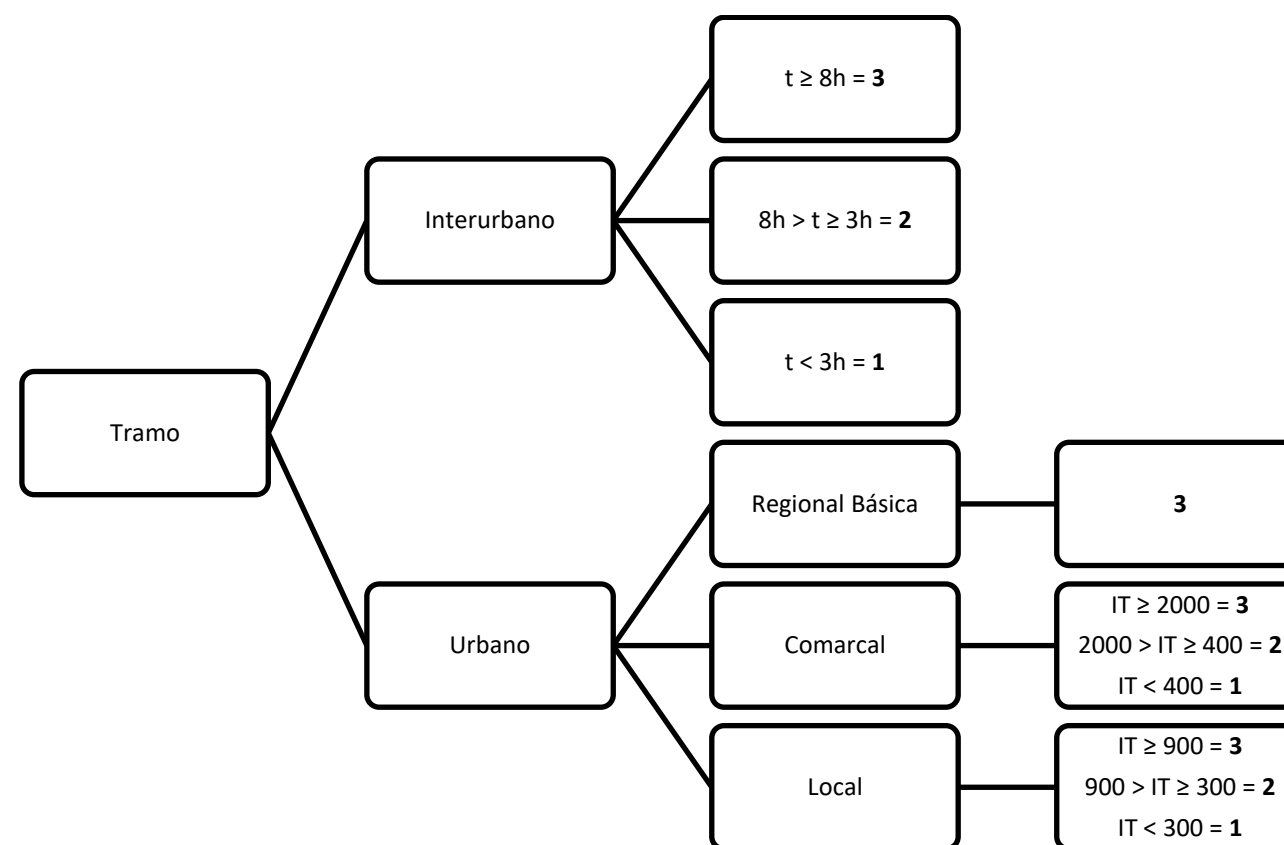 t ≥ 8h = 3
Interurbano
8h > t ≥ 3h = 2
t < 3h = 1
Tramo
Regional Básica
3
Urbano
Comarcal
IT ≥ 2000 = 3
2000 > IT ≥ 400 = 2
IT < 400 = 1
Local
IT ≥ 900 = 3
900 > IT ≥ 300 = 2
IT < 300 = 1